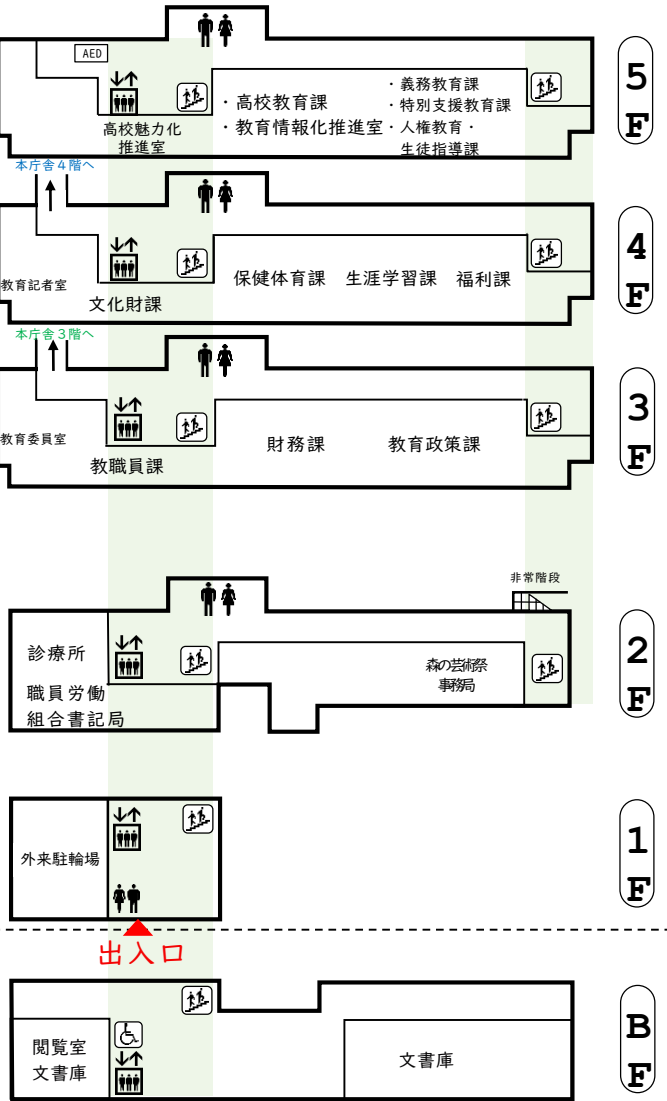 AED
高校魅力化
推進室
・高校教育課
・教育情報化推進室
・義務教育課
・特別支援教育課
・人権教育・
生徒指導課
5
F
本庁舎4階へ
教育記者室
文化財課
保健体育課 生涯学習課 福利課
4
F
本庁舎3階へ
教育委員室
教職員課
財務課 教育政策課
3
F
非常階段
診療所
職員労働
組合書記局
森の芸術祭
事務局
2
F
外来駐輪場
1
F
出入口
閲覧室
文書庫
文書庫
B
F